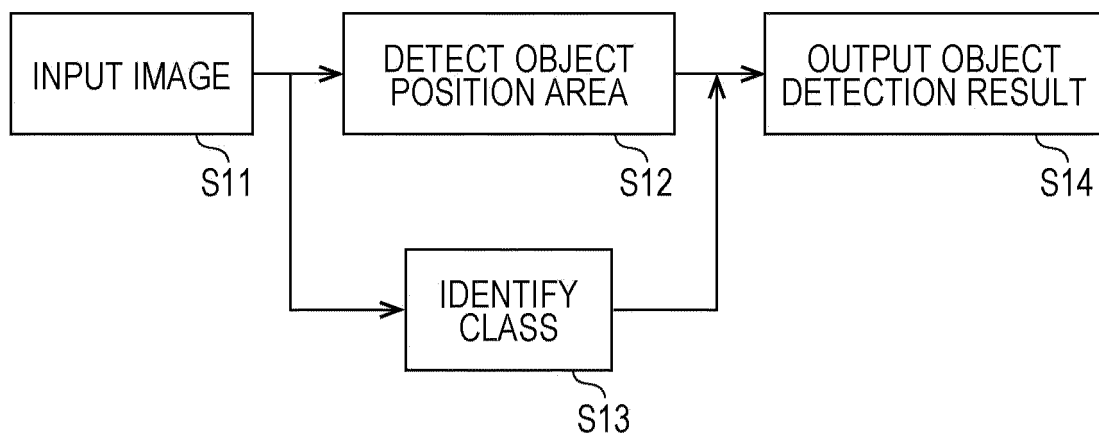 INPUT IMAGE
S11
DETECT OBJECT
POSITION AREA
S12
OUTPUT OBJECT
DETECTION RESULT
S14
IDENTIFY
CLASS
S13